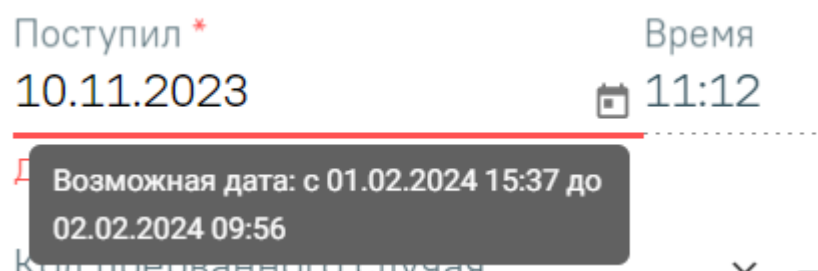 Поступил *
Время
10.11.2023
11:12
Возможная дата: с 01.02.2024 15:37 до
02.02.2024 09:56